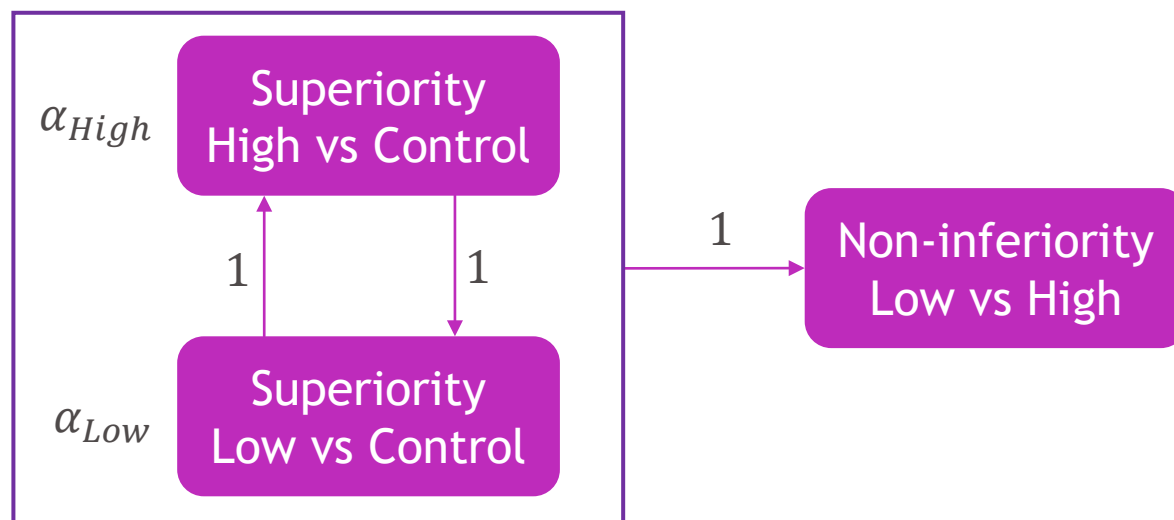 α_High
Superiority
High vs Control
1
1
α_Low
Superiority
Low vs Control
1
Non-inferiority
Low vs High